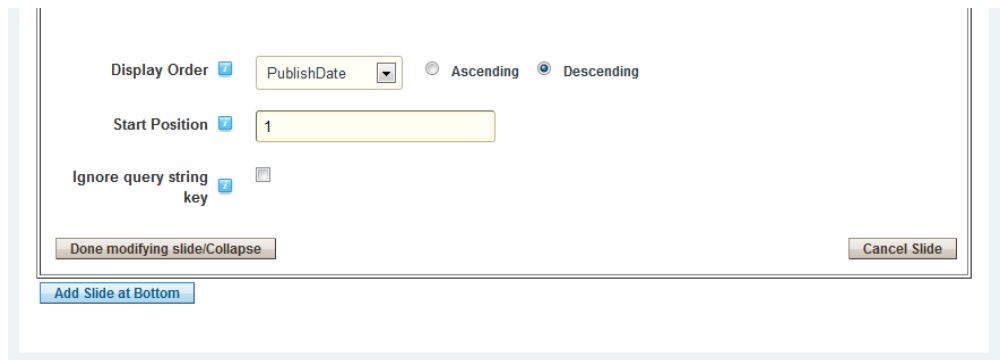 Display Order i PublishDate Ascending Descending
Start Position i 1
Ignore query string
key i
Done modifying slide/Collapse Cancel Slide
Add Slide at Bottom